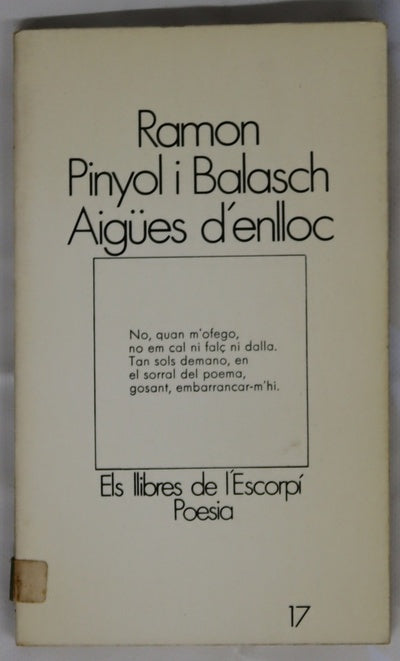 Ramon
Pinyol i Balasch
Aigües d'enlloc
No, quan m'ofego,
no em cal ni falç ni dalla.
Tan sols demano, en
el sorral del poema,
gosant, embarrancar-m'hi.
Els llibres de l'Escorpí
Poesia
17